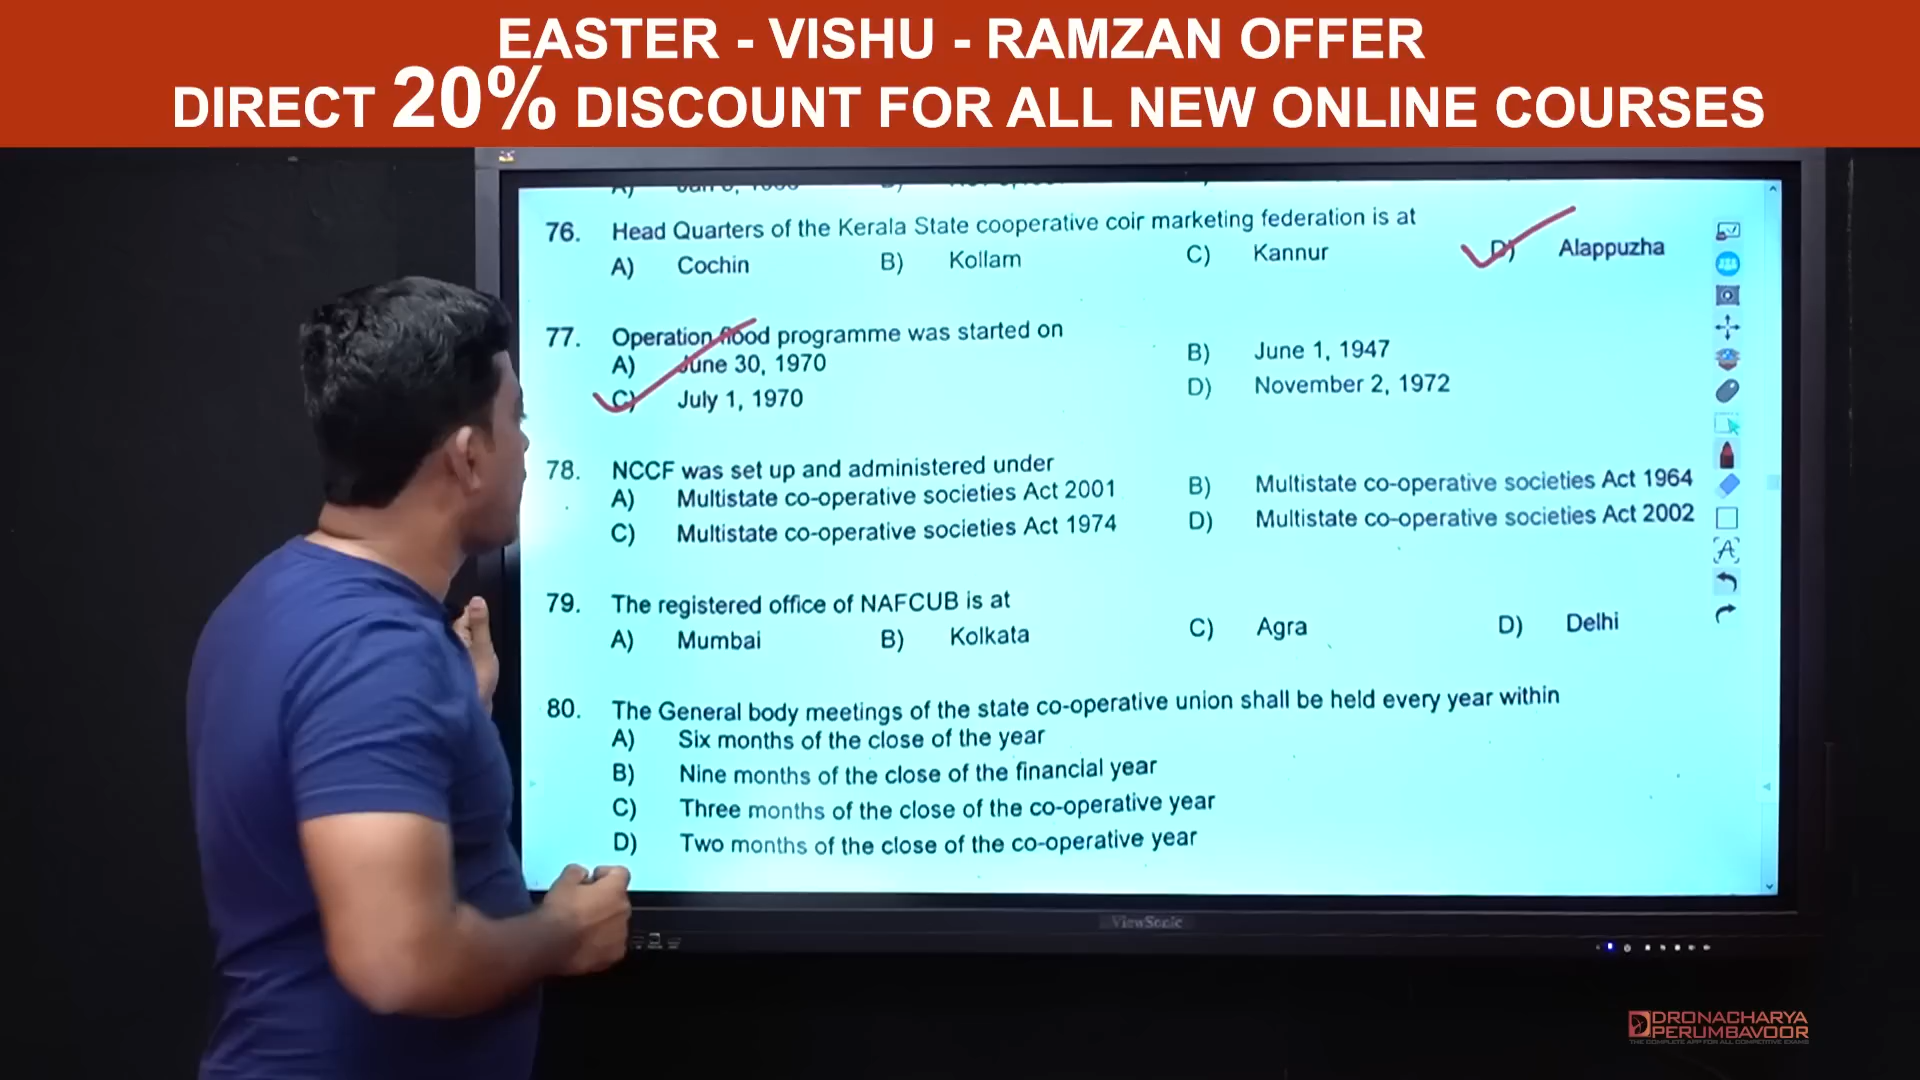 EASTER - VISHU - RAMZAN OFFER
DIRECT 20% DISCOUNT FOR ALL NEW ONLINE COURSES
76. Head Quarters of the Kerala State cooperative coir marketing federation is at
A) Cochin B) Kollam C) Kannur D) Alappuzha
77. Operation flood programme was started on
A) June 30, 1970 B) June 1, 1947
C) July 1, 1970 D) November 2, 1972
78. NCCF was set up and administered under
A) Multistate co-operative societies Act 2001 B) Multistate co-operative societies Act 1964
C) Multistate co-operative societies Act 1974 D) Multistate co-operative societies Act 2002
79. The registered office of NAFCUB is at
A) Mumbai B) Kolkata C) Agra D) Delhi
80. The General body meetings of the state co-operative union shall be held every year within
A) Six months of the close of the year
B) Nine months of the close of the financial year
C) Three months of the close of the co-operative year
D) Two months of the close of the co-operative year
ViewSonic
DRONACHARYA
PERUMBAVOOR
THE COMPLETE APP FOR ALL COMPETITIVE EXAMS